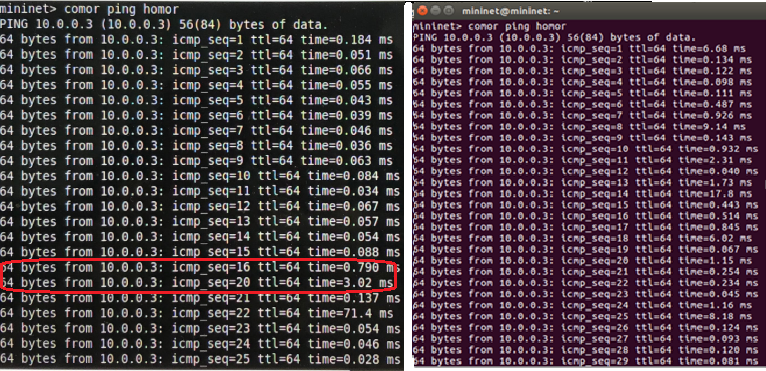 mininet> comor ping homor
PING 10.0.0.3 (10.0.0.3) 56(84) bytes of data.
64 bytes from 10.0.0.3: icmp_seq=1 ttl=64 time=0.184 ms
64 bytes from 10.0.0.3: icmp_seq=2 ttl=64 time=0.051 ms
64 bytes from 10.0.0.3: icmp_seq=3 ttl=64 time=0.066 ms
64 bytes from 10.0.0.3: icmp_seq=4 ttl=64 time=0.055 ms
64 bytes from 10.0.0.3: icmp_seq=5 ttl=64 time=0.043 ms
64 bytes from 10.0.0.3: icmp_seq=6 ttl=64 time=0.039 ms
64 bytes from 10.0.0.3: icmp_seq=7 ttl=64 time=0.046 ms
64 bytes from 10.0.0.3: icmp_seq=8 ttl=64 time=0.036 ms
64 bytes from 10.0.0.3: icmp_seq=9 ttl=64 time=0.063 ms
64 bytes from 10.0.0.3: icmp_seq=10 ttl=64 time=0.084 ms
64 bytes from 10.0.0.3: icmp_seq=11 ttl=64 time=0.034 ms
64 bytes from 10.0.0.3: icmp_seq=12 ttl=64 time=0.067 ms
64 bytes from 10.0.0.3: icmp_seq=13 ttl=64 time=0.057 ms
64 bytes from 10.0.0.3: icmp_seq=14 ttl=64 time=0.054 ms
64 bytes from 10.0.0.3: icmp_seq=15 ttl=64 time=0.088 ms
64 bytes from 10.0.0.3: icmp_seq=16 ttl=64 time=0.790 ms
64 bytes from 10.0.0.3: icmp_seq=20 ttl=64 time=3.02 ms
64 bytes from 10.0.0.3: icmp_seq=21 ttl=64 time=0.137 ms
64 bytes from 10.0.0.3: icmp_seq=22 ttl=64 time=71.4 ms
64 bytes from 10.0.0.3: icmp_seq=23 ttl=64 time=0.054 ms
64 bytes from 10.0.0.3: icmp_seq=24 ttl=64 time=0.046 ms
64 bytes from 10.0.0.3: icmp_seq=25 ttl=64 time=0.028 ms
mininet@mininet: ~
mininet> comor ping homor
PING 10.0.0.3 (10.0.0.3) 56(84) bytes of data.
64 bytes from 10.0.0.3: icmp_seq=1 ttl=64 time=6.68 ms
64 bytes from 10.0.0.3: icmp_seq=2 ttl=64 time=0.134 ms
64 bytes from 10.0.0.3: icmp_seq=3 ttl=64 time=0.122 ms
64 bytes from 10.0.0.3: icmp_seq=4 ttl=64 time=0.098 ms
64 bytes from 10.0.0.3: icmp_seq=5 ttl=64 time=0.111 ms
64 bytes from 10.0.0.3: icmp_seq=6 ttl=64 time=0.487 ms
64 bytes from 10.0.0.3: icmp_seq=7 ttl=64 time=0.926 ms
64 bytes from 10.0.0.3: icmp_seq=8 ttl=64 time=9.14 ms
64 bytes from 10.0.0.3: icmp_seq=9 ttl=64 time=0.143 ms
64 bytes from 10.0.0.3: icmp_seq=10 ttl=64 time=0.932 ms
64 bytes from 10.0.0.3: icmp_seq=11 ttl=64 time=2.31 ms
64 bytes from 10.0.0.3: icmp_seq=12 ttl=64 time=0.040 ms
64 bytes from 10.0.0.3: icmp_seq=13 ttl=64 time=1.73 ms
64 bytes from 10.0.0.3: icmp_seq=14 ttl=64 time=17.8 ms
64 bytes from 10.0.0.3: icmp_seq=15 ttl=64 time=0.443 ms
64 bytes from 10.0.0.3: icmp_seq=16 ttl=64 time=0.514 ms
64 bytes from 10.0.0.3: icmp_seq=17 ttl=64 time=0.845 ms
64 bytes from 10.0.0.3: icmp_seq=18 ttl=64 time=6.02 ms
64 bytes from 10.0.0.3: icmp_seq=19 ttl=64 time=0.067 ms
64 bytes from 10.0.0.3: icmp_seq=20 ttl=64 time=1.15 ms
64 bytes from 10.0.0.3: icmp_seq=21 ttl=64 time=0.254 ms
64 bytes from 10.0.0.3: icmp_seq=22 ttl=64 time=0.234 ms
64 bytes from 10.0.0.3: icmp_seq=23 ttl=64 time=0.045 ms
64 bytes from 10.0.0.3: icmp_seq=24 ttl=64 time=1.16 ms
64 bytes from 10.0.0.3: icmp_seq=25 ttl=64 time=8.18 ms
64 bytes from 10.0.0.3: icmp_seq=26 ttl=64 time=0.124 ms
64 bytes from 10.0.0.3: icmp_seq=27 ttl=64 time=0.093 ms
64 bytes from 10.0.0.3: icmp_seq=28 ttl=64 time=0.120 ms
64 bytes from 10.0.0.3: icmp_seq=29 ttl=64 time=0.081 ms